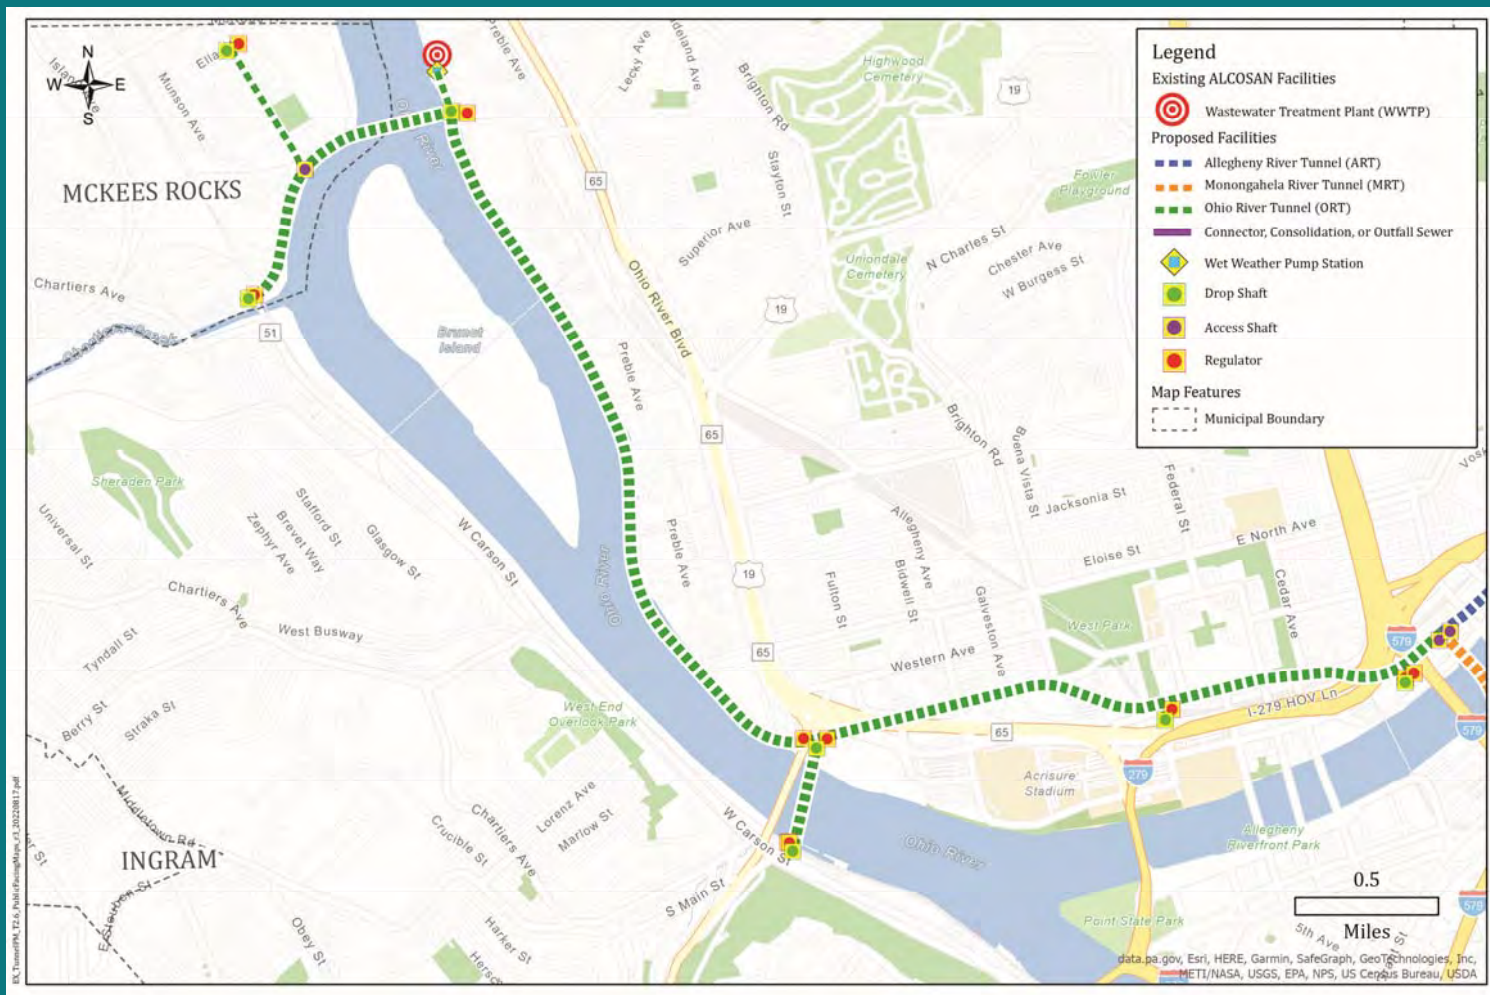 N
W
E
S
Legend
Existing ALCOSAN Facilities
Wastewater Treatment Plant (WWTP)
Proposed Facilities
Allegheny River Tunnel (ART)
Monongahela River Tunnel (MRT)
Ohio River Tunnel (ORT)
Connector, Consolidation, or Outfall Sewer
Wet Weather Pump Station
Drop Shaft
Access Shaft
Regulator
Map Features
Municipal Boundary
Ella
Munson Ave
MCKEES ROCKS
Chartiers Ave
51
Brunot
Island
River
Preble Ave
Lecky Ave
Brighton Rd
Highwood
Cemetery
19
65
Stayton St
Superior Ave
Fowler
Playground
N Charles St
Chester Ave
W Burgess St
Uniondale
Cemetery
19
Ohio River Blvd
Preble Ave
65
Brighton Rd
Buena Vista St
Jacksonia St
Federal St
E North Ave
Eloise St
Cedar Ave
Allegheny Ave
Bidwell St
Fulton St
Galveston Ave
Western Ave
West Park
Preble Ave
19
65
Ohio River
Sheraden Park
Universal St
Stafford St
Brevet Way
Zephyr Ave
Glasgow St
W Carson St
Chartiers Ave
West Busway
Tyndall St
Berry St
Straka St
West End
Overlook Park
579
I-279 HOV Ln
65
279
579
Acrisure
Stadium
Allegheny
Riverfront Park
Ohio River
Point State Park
579
Middletown Rd
INGRAM
E Steuben St
Obey St
Lorenz Ave
Marlow St
Chartiers Ave
Crucible St
Harker St
W Carson St
S Main St
5th Ave
0.5
Miles
data.pa.gov, Esri, HERE, Garmin, SafeGraph, GeoTechnologies, Inc,
METI/NASA, USGS, EPA, NPS, US Census Bureau, USDA